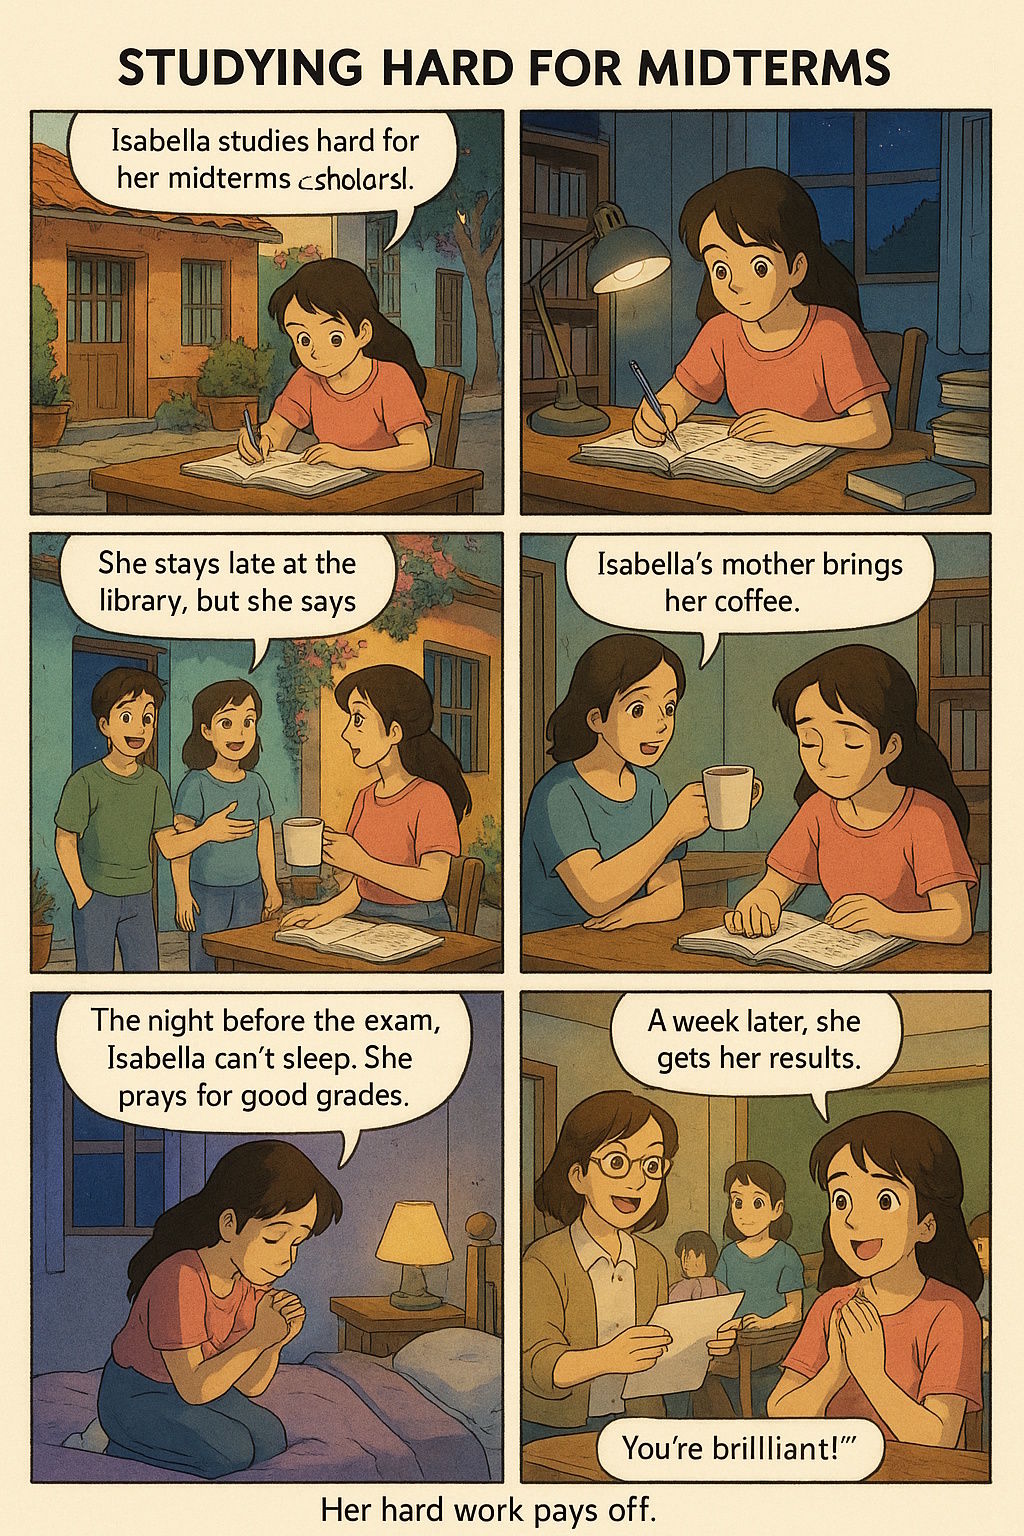 STUDYING HARD FOR MIDTERMS
Isabella studies hard for
her midterms csholarsl.
She stays late at the
library, but she says
Isabella's mother brings
her coffee.
The night before the exam,
Isabella can't sleep. She
prays for good grades.
A week later, she
gets her results.
You're brillliant!"'
Her hard work pays off.